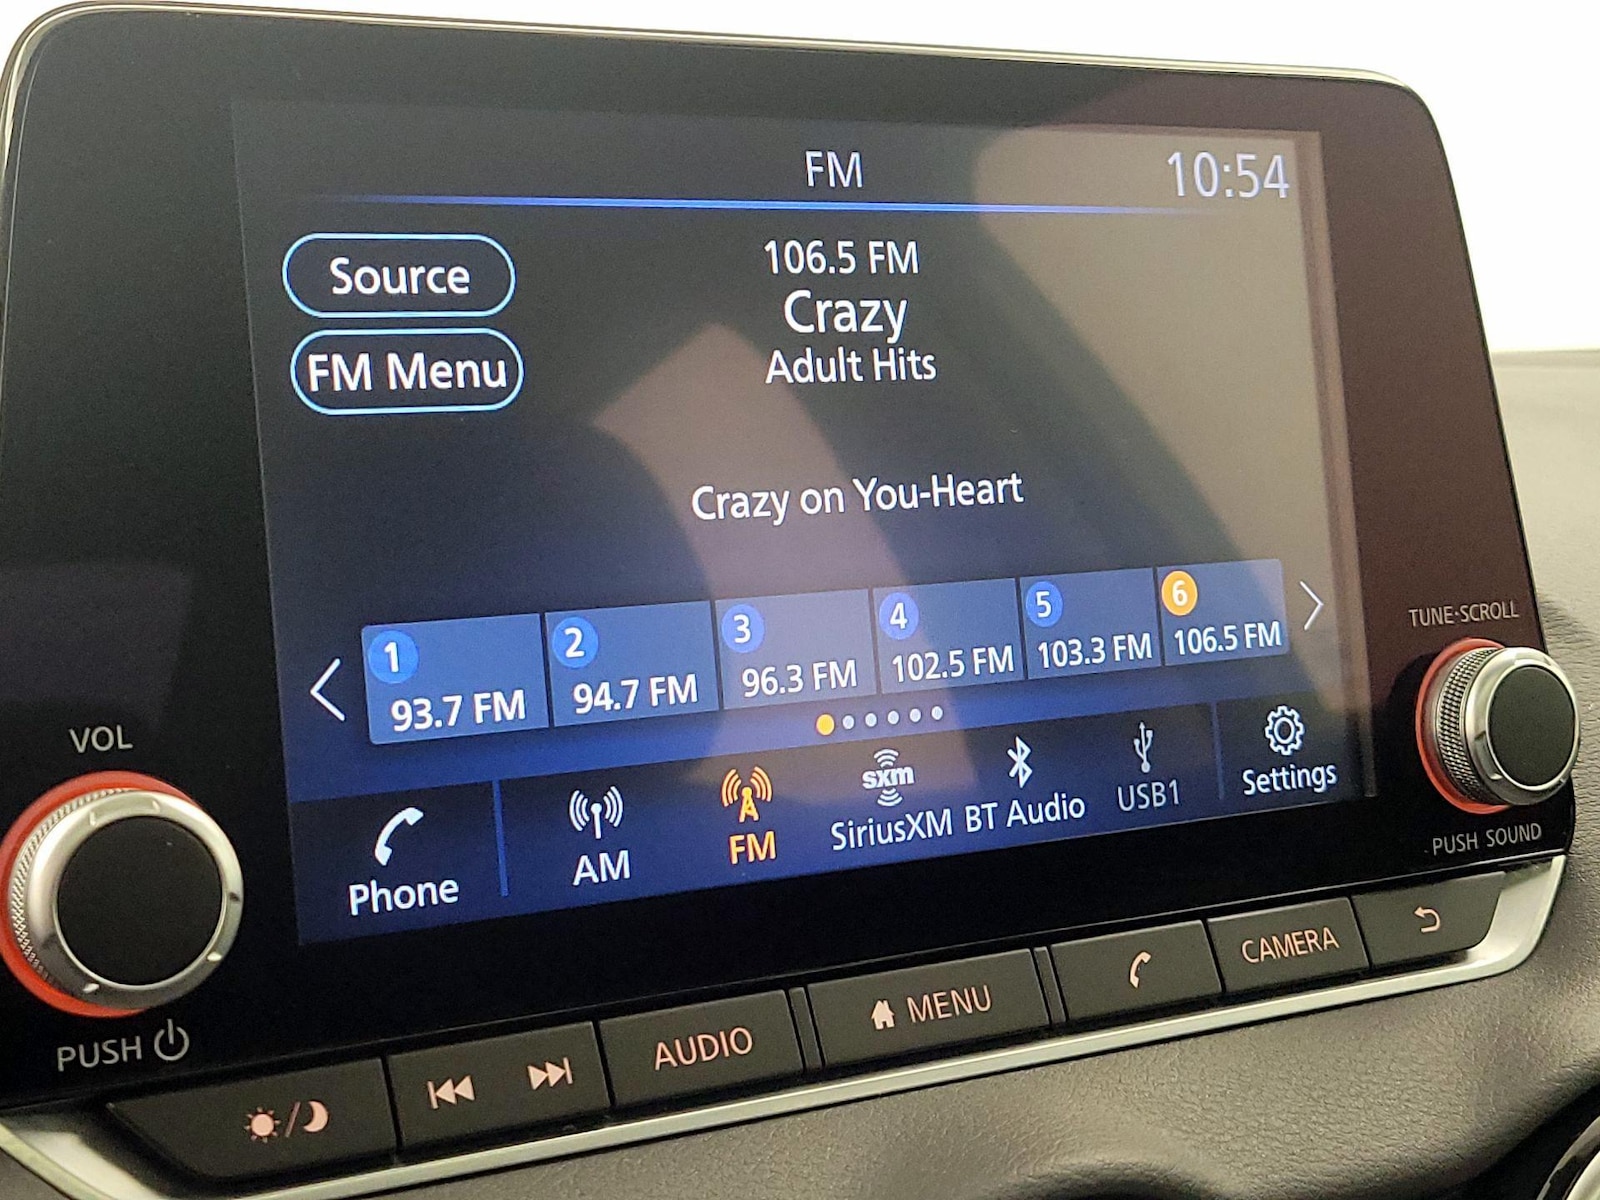 FM
10:54
Source
106.5 FM
Crazy
Adult Hits
FM Menu
Crazy on You-Heart
1
93.7 FM
2
94.7 FM
3
96.3 FM
4
102.5 FM
5
103.3 FM
6
106.5 FM
Phone
AM
FM
sxm
SiriusXM
BT Audio
USB1
Settings
VOL
PUSH
TUNE·SCROLL
PUSH SOUND
AUDIO
MENU
CAMERA